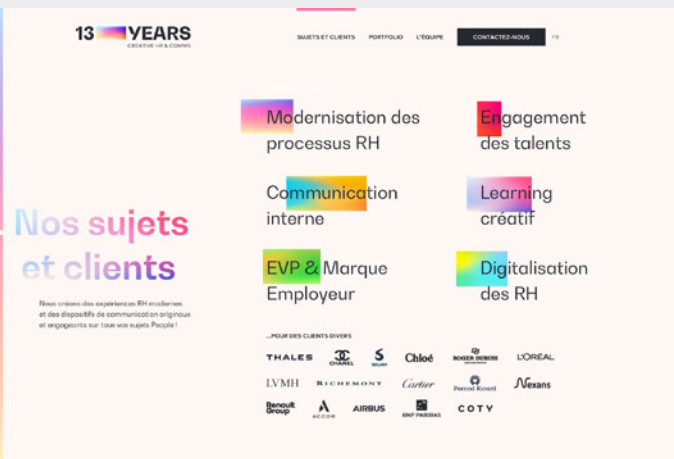 13 YEARS
CREATIVE HR & COMMS
SUJETS ET CLIENTS PORTFOLIO L'ÉQUIPE CONTACTEZ-NOUS FR
Modernisation des
processus RH
Engagement
des talents
Communication
interne
Learning
créatif
Nos sujets
et clients
EVP & Marque
Employeur
Digitalisation
des RH
Nous créons des expériences RH modernes
et des dispositifs de communication originaux
et engageants sur tous vos sujets People !
...POUR DES CLIENTS DIVERS
THALES CHANEL Chloé ROGER DUBUIS L'ORÉAL
LVMH RICHEMONT Cartier Pernod Ricard Nexans
Renault
Group
ACCOR AIRBUS BNP PARIBAS COTY